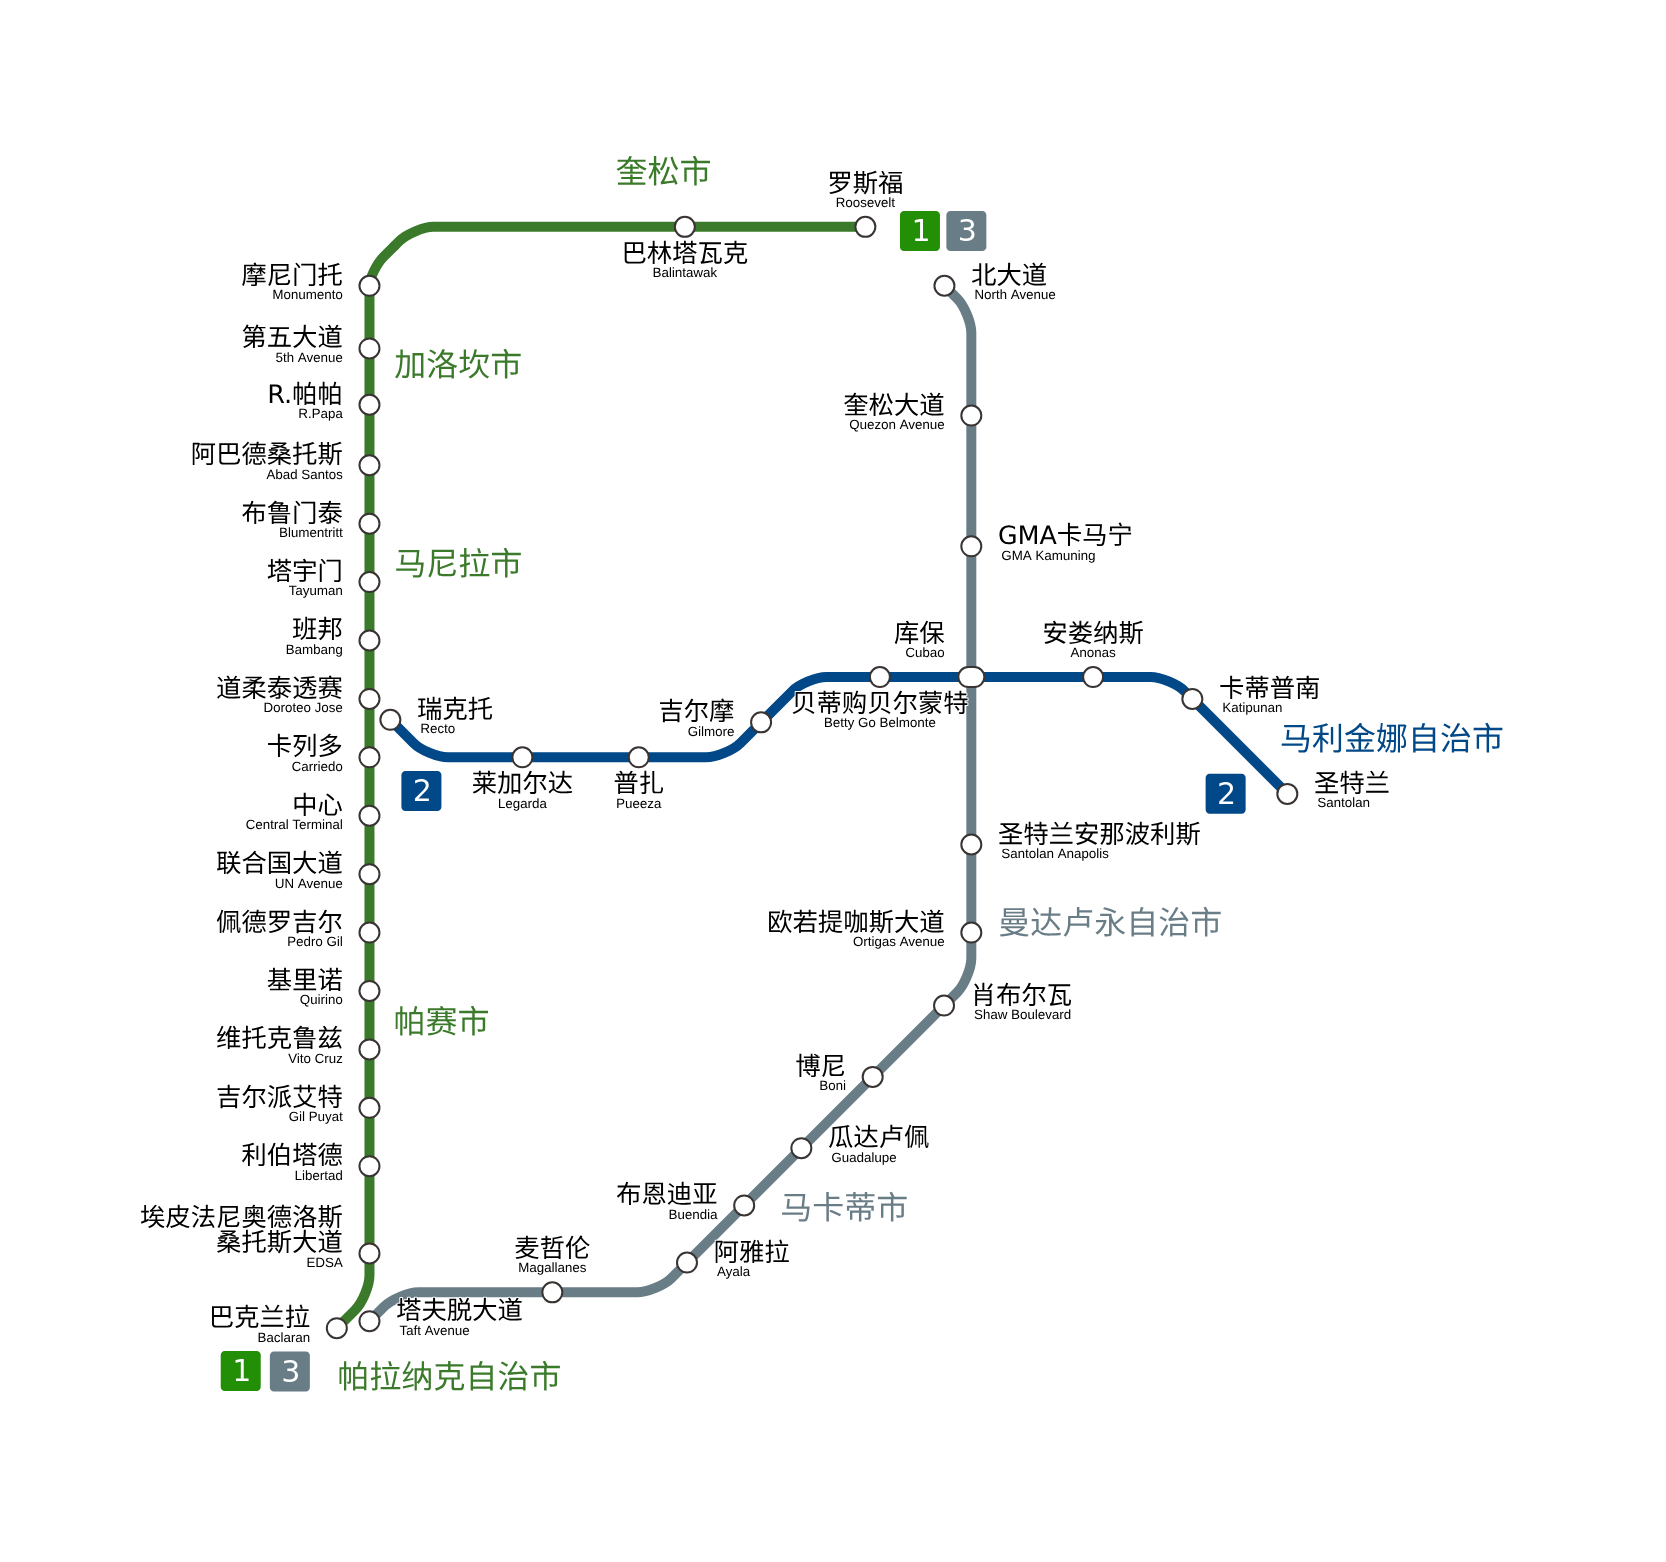 奎松市
罗斯福
Roosevelt
1 3
巴林塔瓦克
Balintawak
摩尼门托
Monumento
北大道
North Avenue
第五大道
5th Avenue
加洛坎市
R.帕帕
R.Papa
奎松大道
Quezon Avenue
阿巴德桑托斯
Abad Santos
布鲁门泰
Blumentritt
GMA卡马宁
GMA Kamuning
马尼拉市
塔宇门
Tayuman
班邦
Bambang
库保
Cubao
安娄纳斯
Anonas
道柔泰透赛
Doroteo Jose
瑞克托
Recto
吉尔摩
Gilmore
贝蒂购贝尔蒙特
Betty Go Belmonte
卡蒂普南
Katipunan
马利金娜自治市
卡列多
Carriedo
2
莱加尔达
Legarda
普扎
Pueeza
2
圣特兰
Santolan
中心
Central Terminal
圣特兰安那波利斯
Santolan Anapolis
联合国大道
UN Avenue
佩德罗吉尔
Pedro Gil
欧若提咖斯大道
Ortigas Avenue
曼达卢永自治市
基里诺
Quirino
帕赛市
肖布尔瓦
Shaw Boulevard
维托克鲁兹
Vito Cruz
博尼
Boni
吉尔派艾特
Gil Puyat
瓜达卢佩
Guadalupe
利伯塔德
Libertad
布恩迪亚
Buendia
马卡蒂市
埃皮法尼奥德洛斯
桑托斯大道
EDSA
麦哲伦
Magallanes
阿雅拉
Ayala
巴克兰拉
Baclaran
塔夫脱大道
Taft Avenue
1 3
帕拉纳克自治市